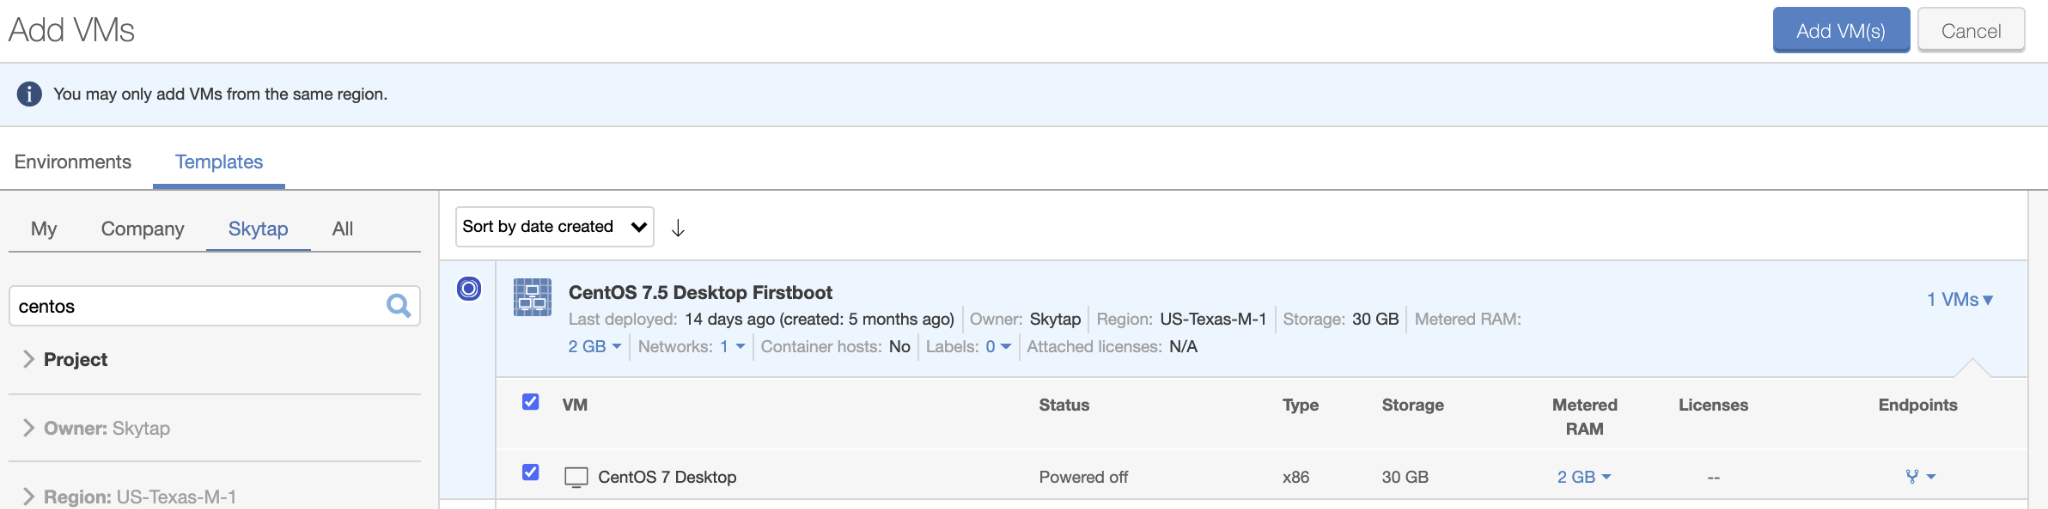 Add VMs
Add VM(s)
Cancel
You may only add VMs from the same region.
Environments
Templates
My
Company
Skytap
All
centos
Project
Owner: Skytap
Region: US-Texas-M-1
Sort by date created
CentOS 7.5 Desktop Firstboot
1 VMs
Last deployed: 14 days ago (created: 5 months ago) Owner: Skytap Region: US-Texas-M-1 Storage: 30 GB Metered RAM:
2 GB Networks: 1 Container hosts: No Labels: 0 Attached licenses: N/A
VM Status Type Storage Metered RAM Licenses Endpoints
CentOS 7 Desktop Powered off x86 30 GB 2 GB --